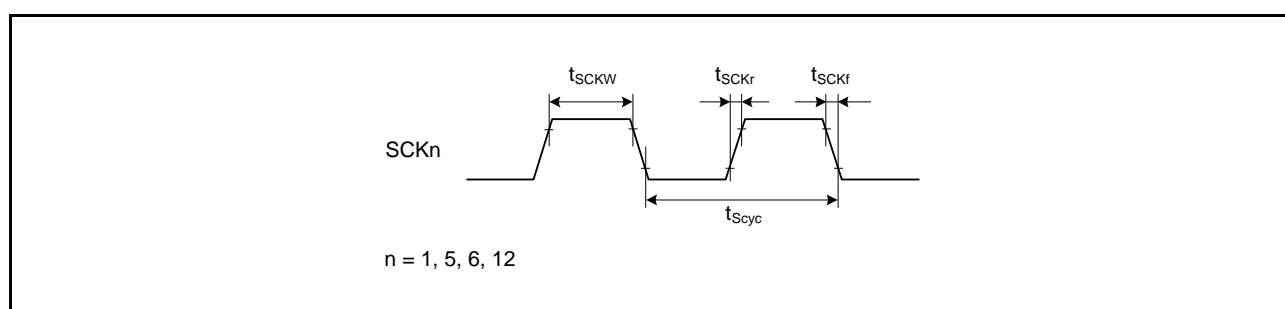 tSCKW tSCKr tSCKf
SCKn
tScyc
n = 1, 5, 6, 12